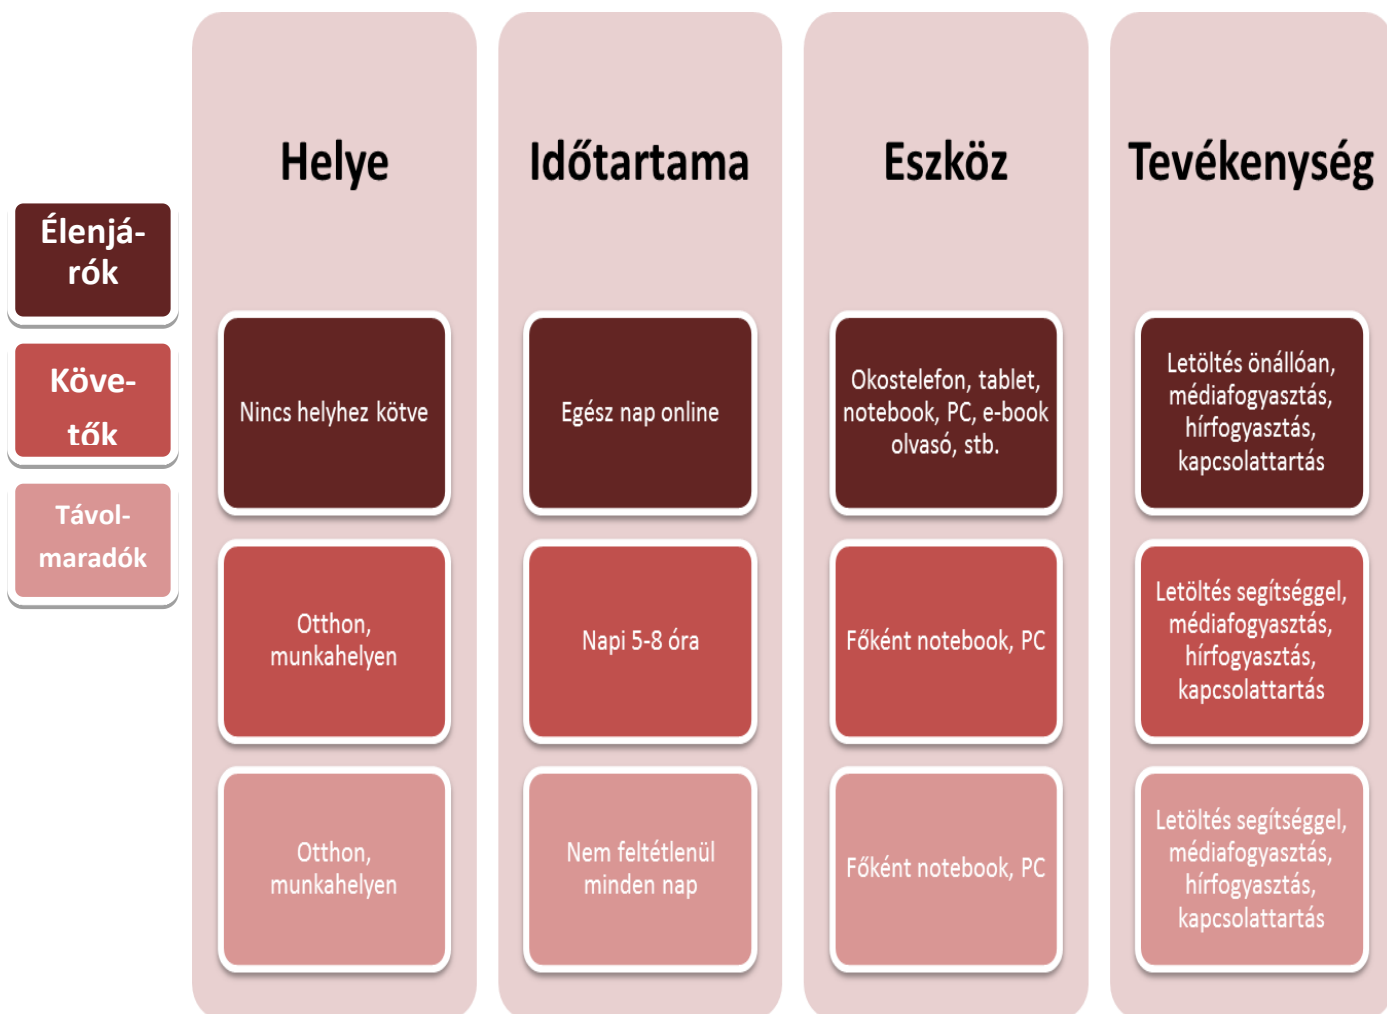 Helye
Időtartama
Eszköz
Tevékenység
Élenjá-
rók
Köve-
tők
Távol-
maradók
Nincs helyhez kötve
Egész nap online
Okostelefon, tablet,
notebook, PC, e-book
olvasó, stb.
Letöltés önállóan,
médiafogyasztás,
hírfogyasztás,
kapcsolattartás
Otthon,
munkahelyen
Napi 5-8 óra
Főként notebook, PC
Letöltés segítséggel,
médiafogyasztás,
hírfogyasztás,
kapcsolattartás
Otthon,
munkahelyen
Nem feltétlenül
minden nap
Főként notebook, PC
Letöltés segítséggel,
médiafogyasztás,
hírfogyasztás,
kapcsolattartás